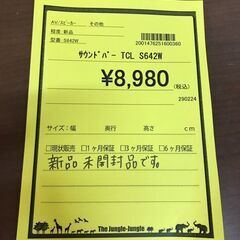 AV/スピーカー その他
程度:新品
型番:S642W
2001476251600360
サウンドバー TCL S642W
¥8,980(税込)
290224
サイズ:幅 奥行 高さ cm
□現状販売 □1ヶ月保証 □3ヶ月保証 □6ヶ月保証
新品未開封品です。
The Jungle-Jungle